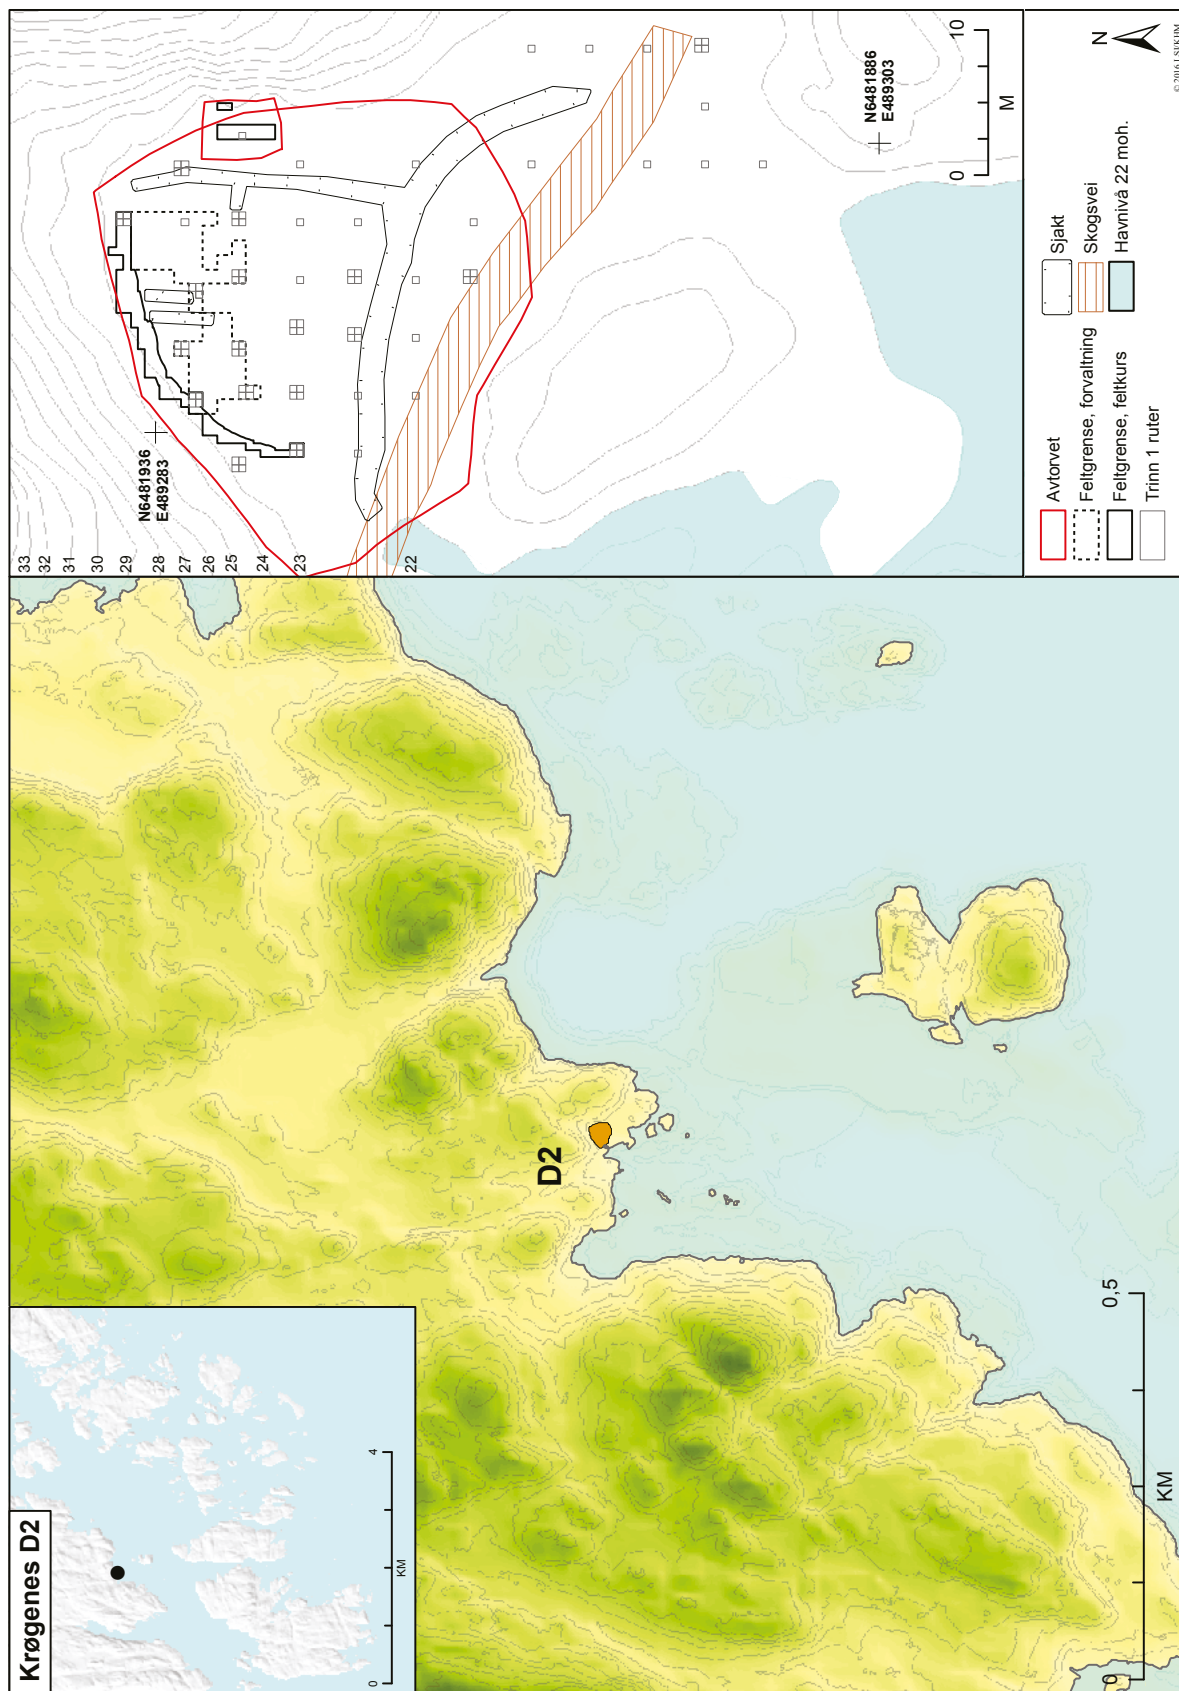 Krøgenes D2
0
4
KM
D2
0
0,5
KM
33
32
31
30
29
28
27
26
25
24
23
22
N6481936
E489283
N6481886
E489303
0
10
M
Avtorvet
Feltgrense, forvaltning
Feltgrense, feltkurs
Trinn 1 ruter
Sjakt
Skogsvei
Havnivå 22 moh.
N